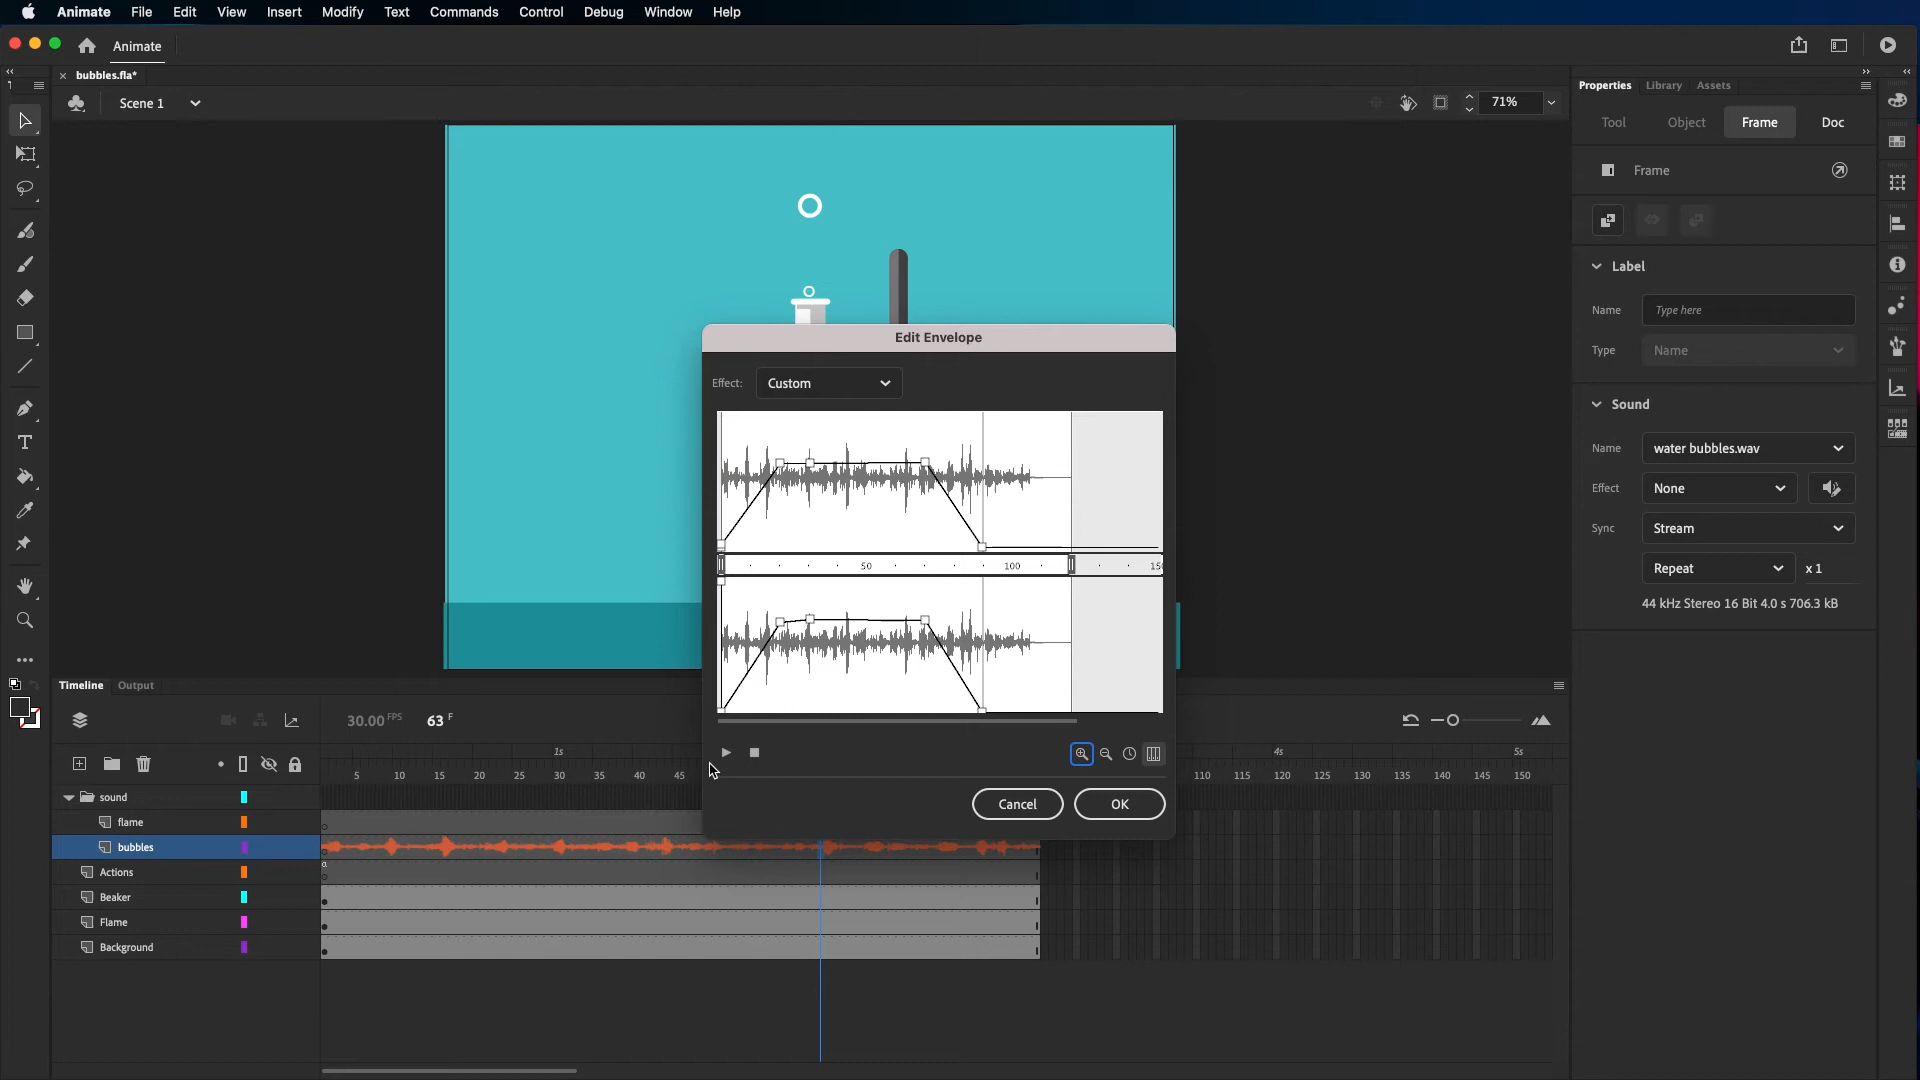 Animate File Edit View Insert Modify Text Commands Control Debug Window Help
Animate
bubbles.fla*
Scene 1
71%
Properties Library Assets
Tool Object Frame Doc
Frame
Label
Name Type here
Type Name
Sound
Name water bubbles.wav
Effect None
Sync Stream
Repeat x 1
44 kHz Stereo 16 Bit 4.0 s 706.3 kB
Edit Envelope
Effect: Custom
50 100 150
Cancel OK
Timeline Output
30.00 FPS 63 F
1s 4s 5s
5 10 15 20 25 30 35 40 45 110 115 120 125 130 135 140 145 150
sound
flame
bubbles
Actions
a
Beaker
Flame
Background